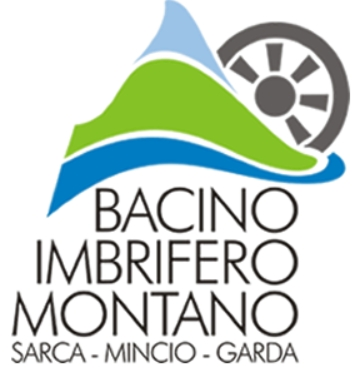 BACINO
IMBRIFERO
MONTANO
SARCA - MINCIO - GARDA